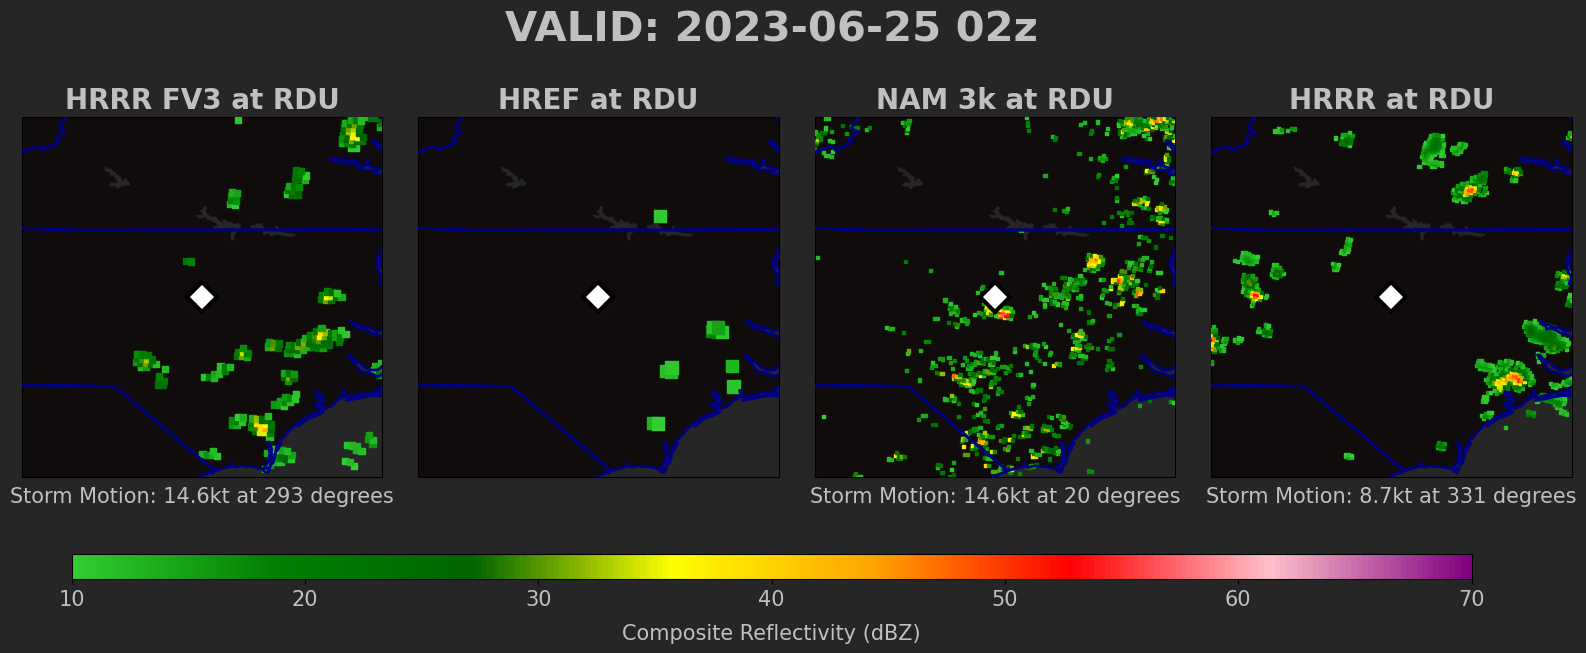 VALID: 2023-06-25 02z
HRRR FV3 at RDU
HREF at RDU
NAM 3k at RDU
HRRR at RDU
Storm Motion: 14.6kt at 293 degrees
Storm Motion: 14.6kt at 20 degrees
Storm Motion: 8.7kt at 331 degrees
10 20 30 40 50 60 70
Composite Reflectivity (dBZ)